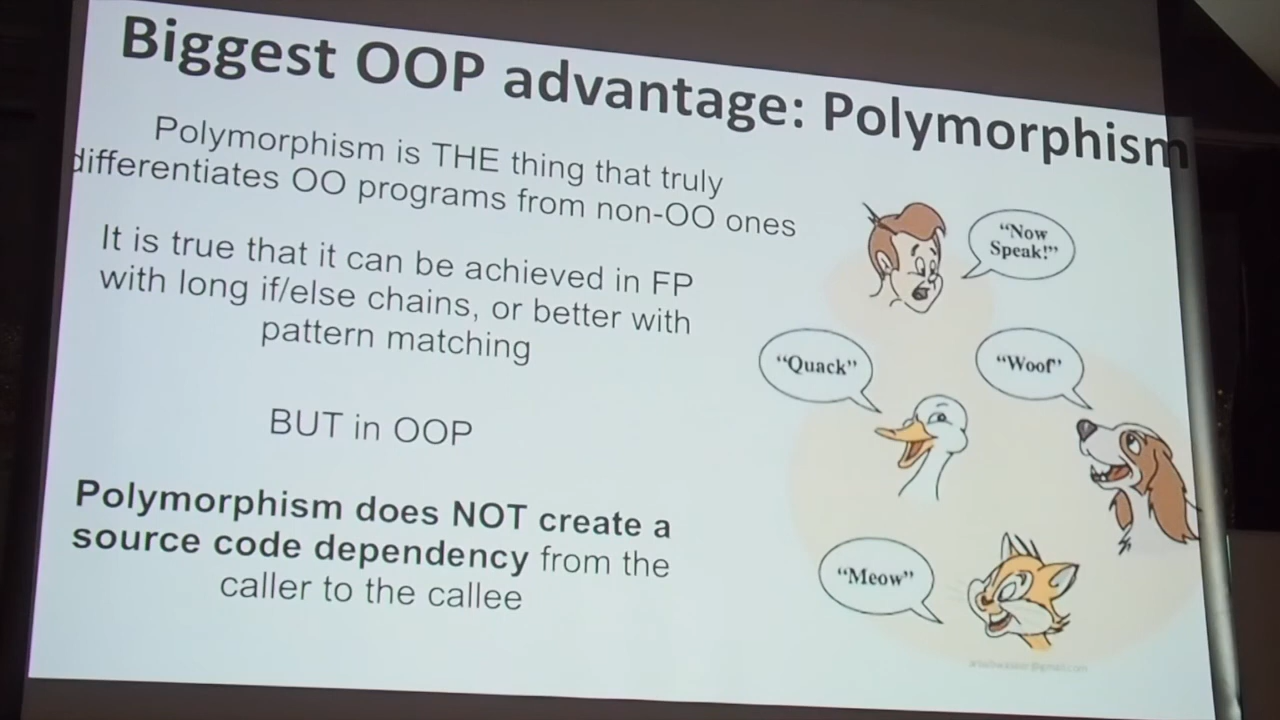 Biggest OOP advantage: Polymorphism
Polymorphism is THE thing that truly
differentiates OO programs from non-OO ones
It is true that it can be achieved in FP
with long if/else chains, or better with
pattern matching
BUT in OOP
Polymorphism does NOT create a
source code dependency from the
caller to the callee
“Now
Speak!”
“Quack”
“Woof”
“Meow”